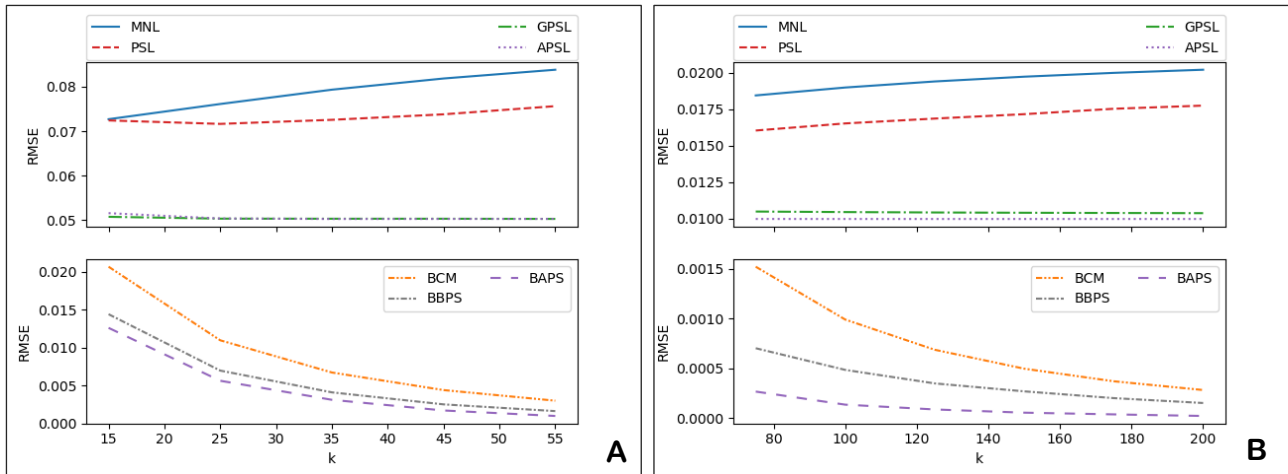 MNL
PSL
GPSL
APSL
0.08
0.07
0.06
0.05
RMSE
BCM
BBPS
BAPS
0.020
0.015
0.010
0.005
0.000
RMSE
15 20 25 30 35 40 45 50 55
k
A
MNL
PSL
GPSL
APSL
0.0200
0.0175
0.0150
0.0125
0.0100
RMSE
BCM
BBPS
BAPS
0.0015
0.0010
0.0005
0.0000
RMSE
80 100 120 140 160 180 200
k
B